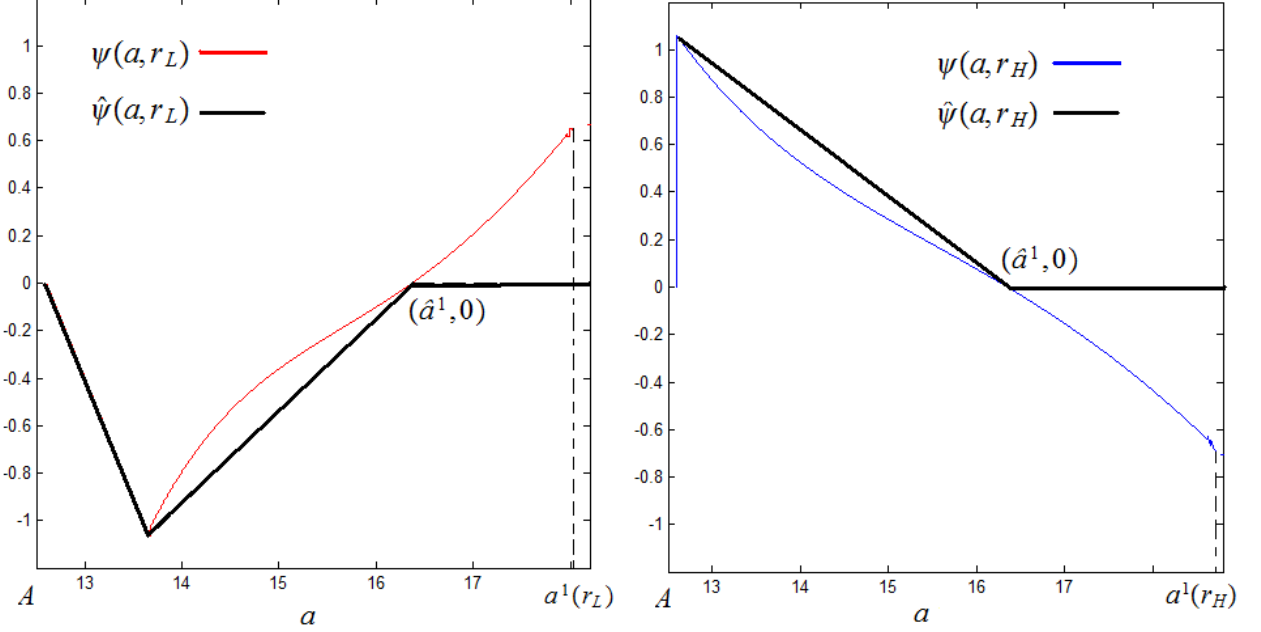 ψ(a,r_L)
ψ̂(a,r_L)
1
0.8
0.6
0.4
0.2
0
-0.2
-0.4
-0.6
-0.8
-1
(â¹,0)
13 14 15 16 17
A a¹(r_L)
a
ψ(a,r_H)
ψ̂(a,r_H)
1
0.8
0.6
0.4
0.2
0
-0.2
-0.4
-0.6
-0.8
-1
(â¹,0)
13 14 15 16 17
A a¹(r_H)
a